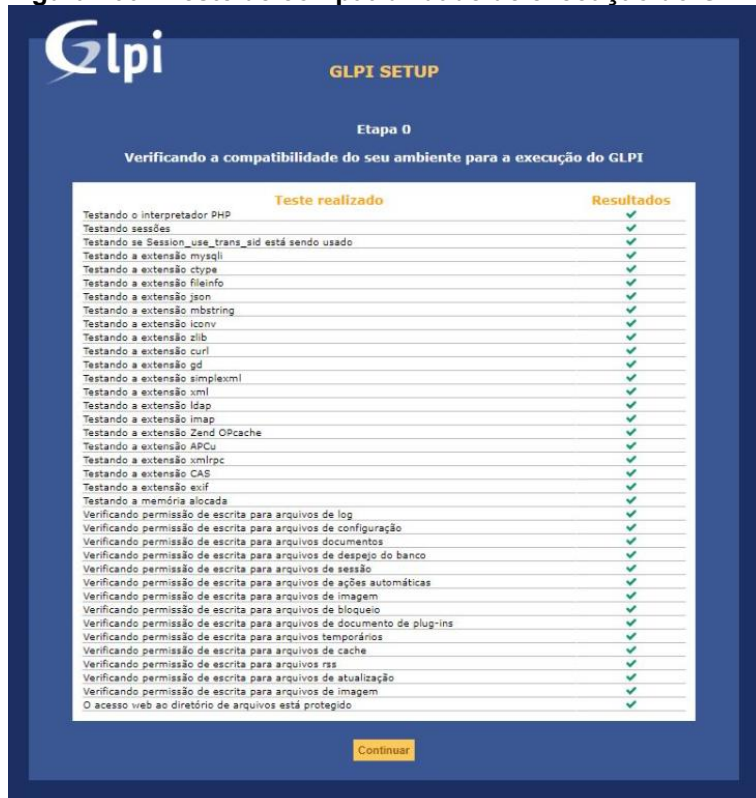 Glpi
GLPI SETUP
Etapa 0
Verificando a compatibilidade do seu ambiente para a execução do GLPI
Teste realizado Resultados
Testando o interpretador PHP
Testando sessões
Testando se Session_use_trans_sid está sendo usado
Testando a extensão mysqli
Testando a extensão ctype
Testando a extensão fileinfo
Testando a extensão json
Testando a extensão mbstring
Testando a extensão iconv
Testando a extensão zlib
Testando a extensão curl
Testando a extensão gd
Testando a extensão simplexml
Testando a extensão xml
Testando a extensão ldap
Testando a extensão imap
Testando a extensão Zend OPcache
Testando a extensão APCu
Testando a extensão xmlrpc
Testando a extensão CAS
Testando a extensão exif
Testando a memória alocada
Verificando permissão de escrita para arquivos de log
Verificando permissão de escrita para arquivos de configuração
Verificando permissão de escrita para arquivos documentos
Verificando permissão de escrita para arquivos de despejo do banco
Verificando permissão de escrita para arquivos de sessão
Verificando permissão de escrita para arquivos de ações automáticas
Verificando permissão de escrita para arquivos de imagem
Verificando permissão de escrita para arquivos de bloqueio
Verificando permissão de escrita para arquivos de documento de plug-ins
Verificando permissão de escrita para arquivos temporários
Verificando permissão de escrita para arquivos de cache
Verificando permissão de escrita para arquivos rss
Verificando permissão de escrita para arquivos de atualização
Verificando permissão de escrita para arquivos de imagem
O acesso web ao diretório de arquivos está protegido
Continuar